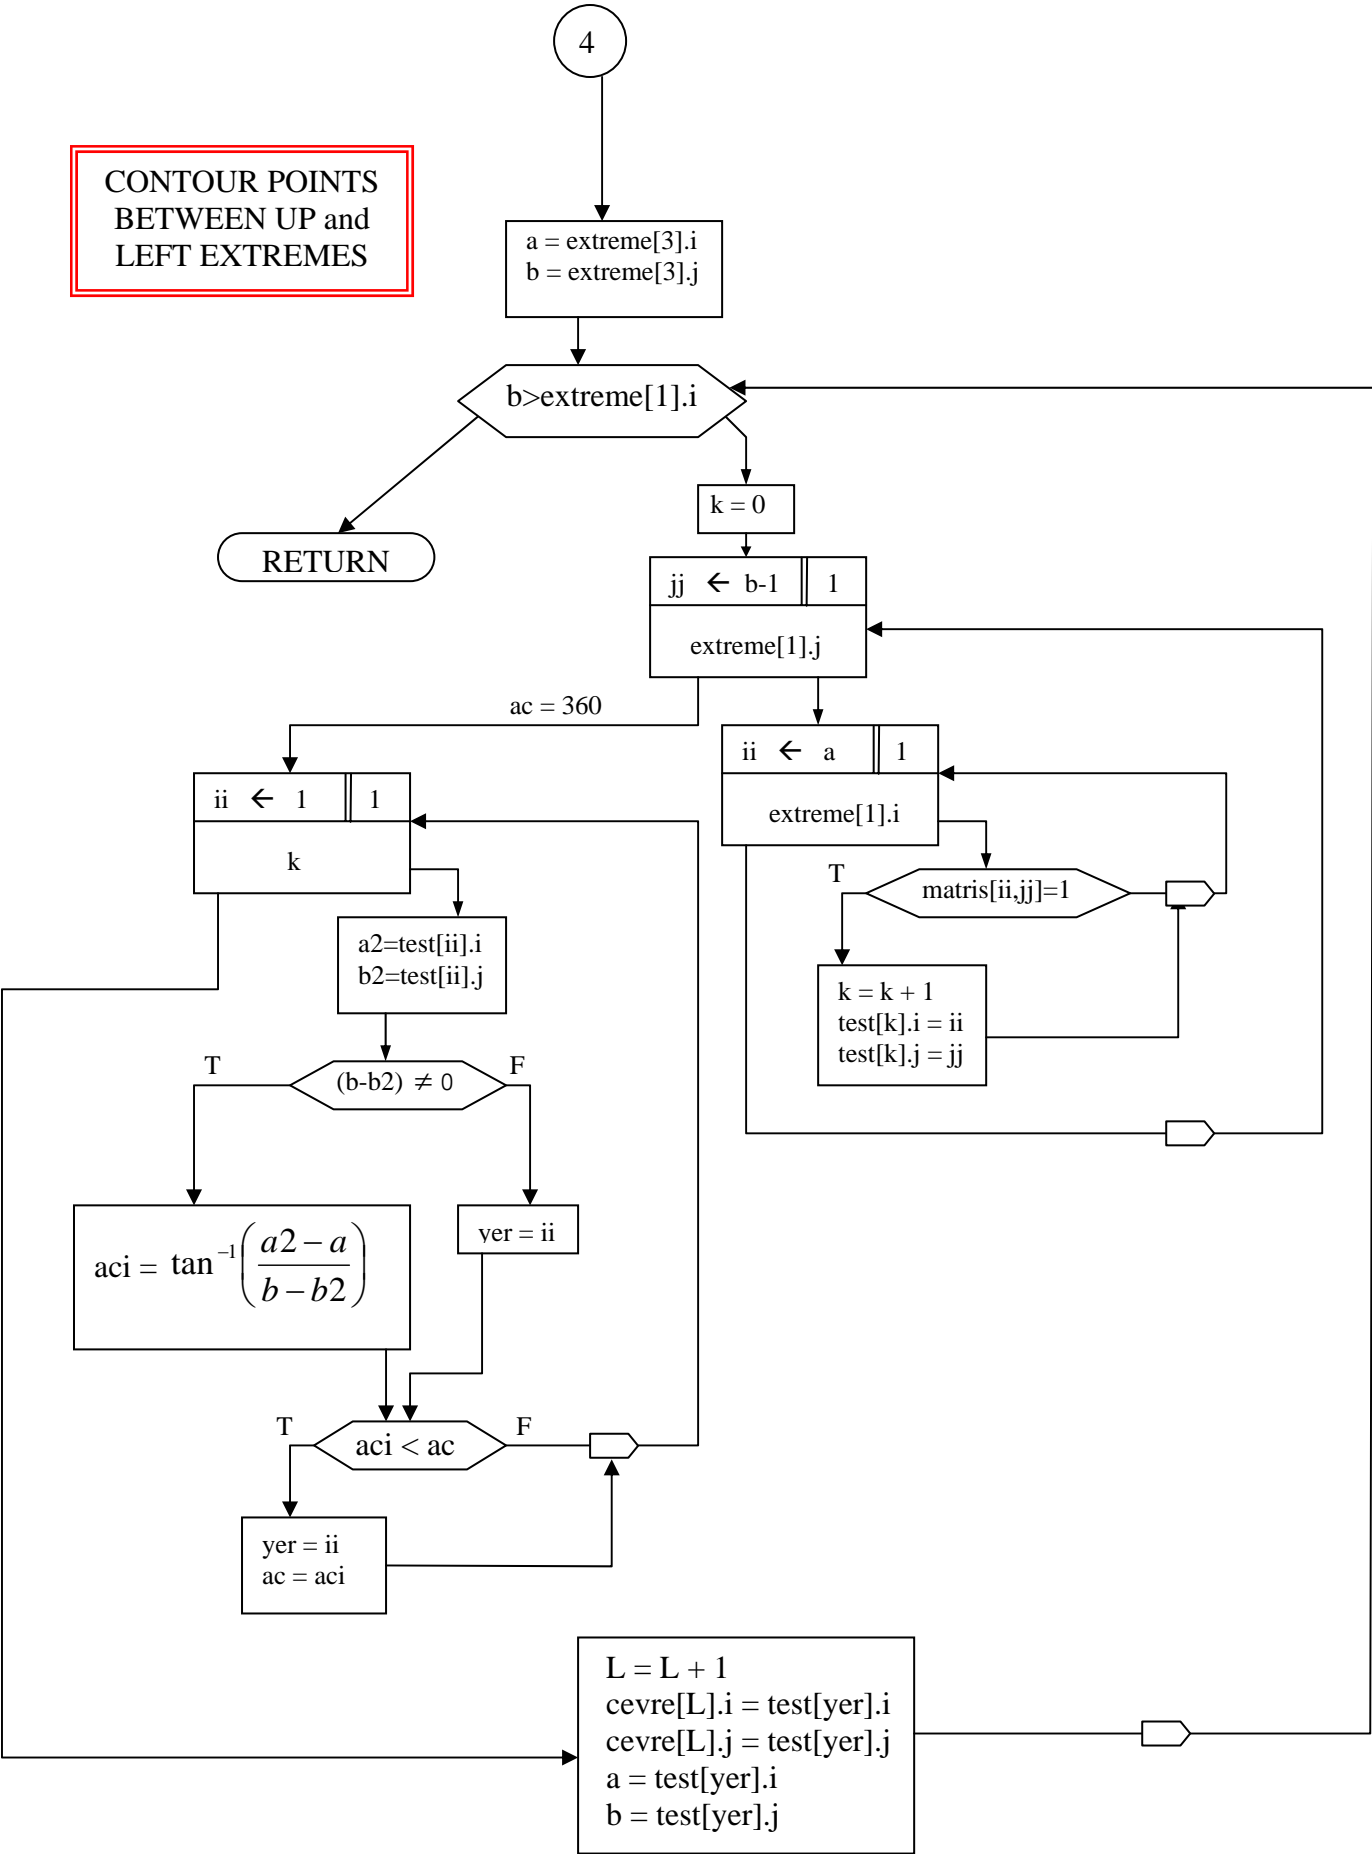 4
CONTOUR POINTS
BETWEEN UP and
LEFT EXTREMES
a = extreme[3].i
b = extreme[3].j
b>extreme[1].i
k = 0
RETURN
jj ← b-1 1
extreme[1].j
ac = 360
ii ← a 1
extreme[1].i
ii ← 1 1
k
T
matris[ii,jj]=1
a2=test[ii].i
b2=test[ii].j
k = k + 1
test[k].i = ii
test[k].j = jj
T
(b-b2) ≠ 0
F
aci = tan⁻¹((a2 − a)/(b − b2))
yer = ii
T
aci < ac
F
yer = ii
ac = aci
L = L + 1
cevre[L].i = test[yer].i
cevre[L].j = test[yer].j
a = test[yer].i
b = test[yer].j